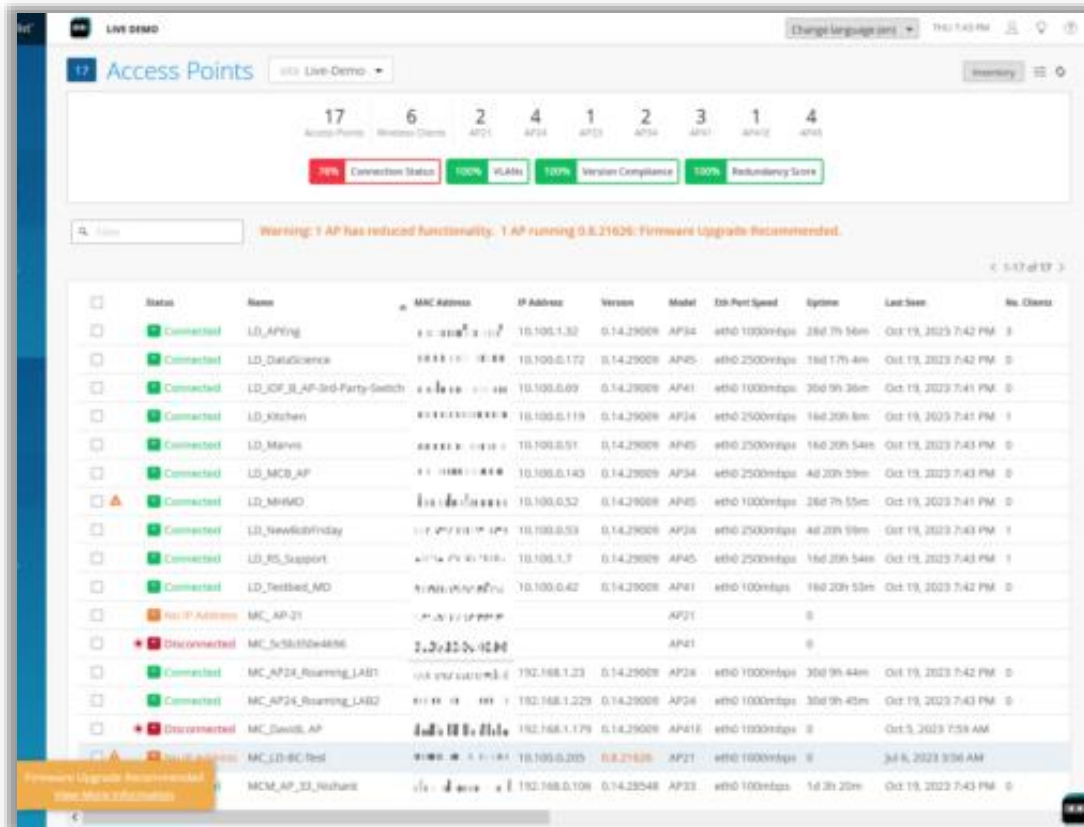 LIVE DEMO Change language (en) THU 7:43 PM
17 Access Points site Live-Demo Inventory
17 6 2 4 1 2 3 1 4
Access Points Wireless Clients AP21 AP24 AP33 AP34 AP41 AP41E AP45
76% Connection Status 100% VLANs 100% Version Compliance 100% Redundancy Score
Filter Warning: 1 AP has reduced functionality. 1 AP running 0.8.21626: Firmware Upgrade Recommended.
< 1-17 of 17 >
Status Name MAC Address IP Address Version Model Eth Port Speed Uptime Last Seen No. Clients
Connected LD_APEng 10.100.1.32 0.14.29009 AP34 eth0 1000mbps 28d 7h 56m Oct 19, 2023 7:42 PM 3
Connected LD_DataScience 10.100.0.172 0.14.29009 AP45 eth0 2500mbps 16d 17h 4m Oct 19, 2023 7:42 PM 0
Connected LD_IOP_B_AP-3rd-Party-Switch 10.100.0.69 0.14.29009 AP41 eth0 1000mbps 30d 9h 36m Oct 19, 2023 7:41 PM 0
Connected LD_Kitchen 10.100.0.119 0.14.29009 AP24 eth0 2500mbps 16d 20h 8m Oct 19, 2023 7:41 PM 1
Connected LD_Marvis 10.100.0.51 0.14.29009 AP45 eth0 2500mbps 16d 20h 54m Oct 19, 2023 7:43 PM 0
Connected LD_MCB_AP 10.100.0.143 0.14.29009 AP34 eth0 2500mbps 4d 20h 59m Oct 19, 2023 7:43 PM 0
Connected LD_MHMD 10.100.0.52 0.14.29009 AP45 eth0 1000mbps 28d 7h 55m Oct 19, 2023 7:41 PM 0
Connected LD_NewBobFriday 10.100.0.53 0.14.29009 AP24 eth0 2500mbps 4d 20h 59m Oct 19, 2023 7:43 PM 1
Connected LD_RS_Support 10.100.1.7 0.14.29009 AP45 eth0 2500mbps 16d 20h 54m Oct 19, 2023 7:43 PM 1
Connected LD_Testbed_MD 10.100.0.42 0.14.29009 AP41 eth0 100mbps 16d 20h 53m Oct 19, 2023 7:42 PM 0
No IP Address MC_ AP-21 AP21 0
Disconnected MC_5c5b350e4696 AP41 0
Connected MC_AP24_Roaming_LAB1 192.168.1.23 0.14.29009 AP24 eth0 1000mbps 30d 9h 44m Oct 19, 2023 7:42 PM 0
Connected MC_AP24_Roaming_LAB2 192.168.1.229 0.14.29009 AP24 eth0 1000mbps 30d 9h 45m Oct 19, 2023 7:43 PM 0
Disconnected MC_DavidL AP 192.168.1.179 0.14.29009 AP41E eth0 1000mbps 0 Oct 5, 2023 7:59 AM
No IP Address MC_LD-BC-Test 10.100.0.205 0.8.21626 AP21 eth0 1000mbps 0 Jul 6, 2023 9:56 AM
MCM_AP_33_Nishant 192.168.0.106 0.14.28548 AP33 eth0 100mbps 1d 3h 20m Oct 19, 2023 7:43 PM 0
Firmware Upgrade Recommended
View More Information